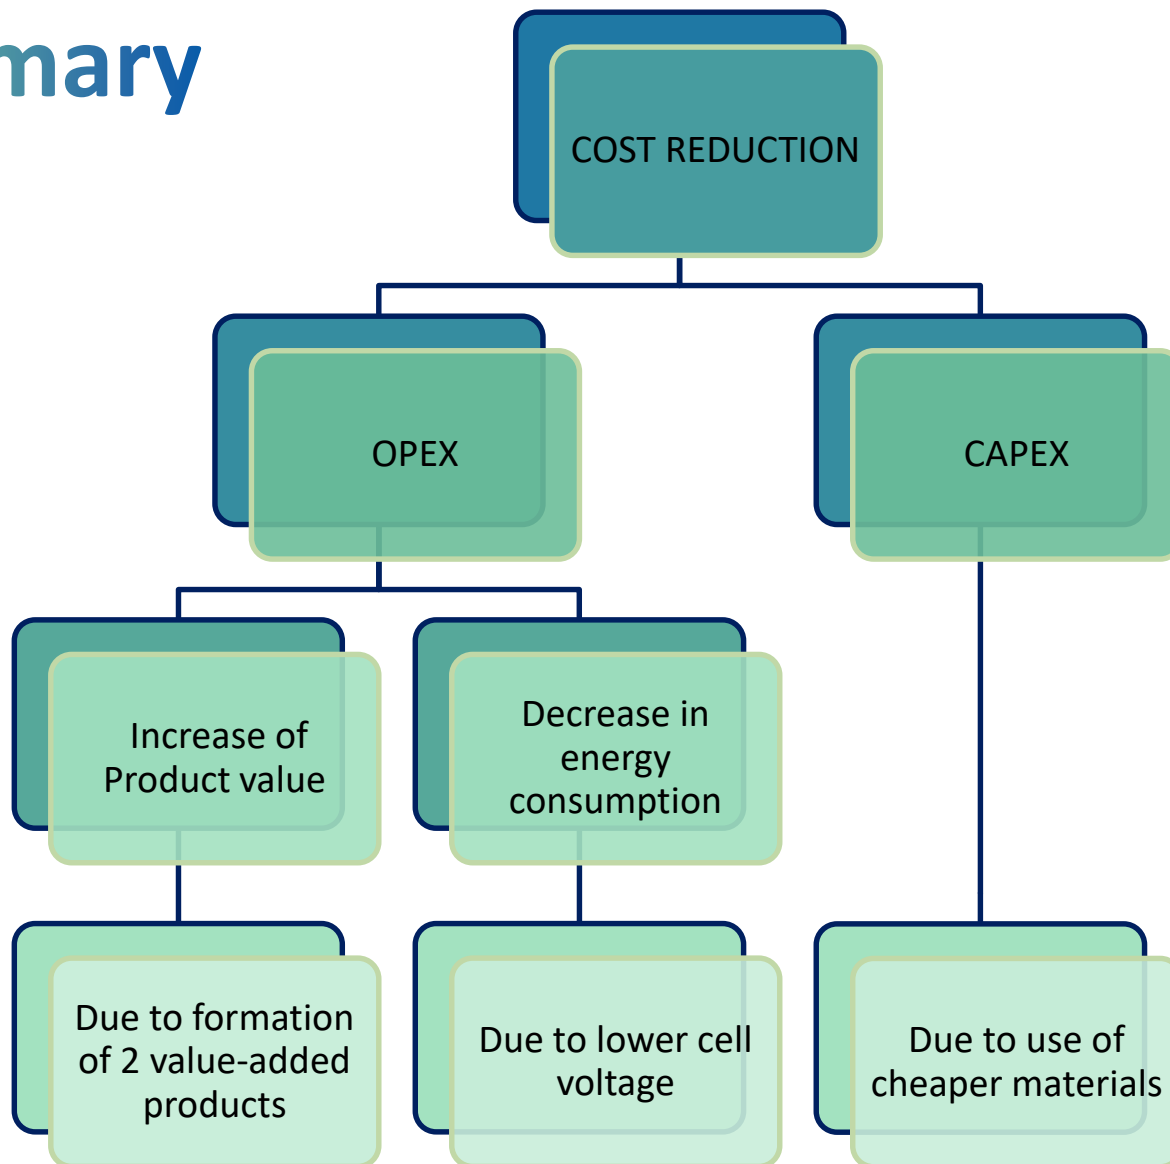 mary
COST REDUCTION
OPEX
CAPEX
Increase of
Product value
Decrease in
energy
consumption
Due to formation
of 2 value-added
products
Due to lower cell
voltage
Due to use of
cheaper materials